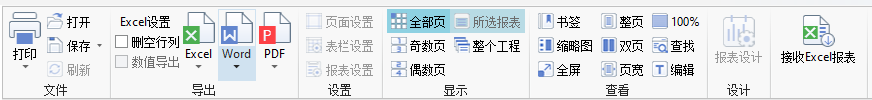 打印
打开
保存
刷新
文件
Excel设置
删空行列
数值导出
Excel
Word
PDF
导出
页面设置
表栏设置
报表设置
设置
全部页
所选报表
奇数页
整个工程
偶数页
显示
书签
整页
100%
缩略图
双页
查找
全屏
页宽
编辑
查看
报表设计
设计
接收Excel报表